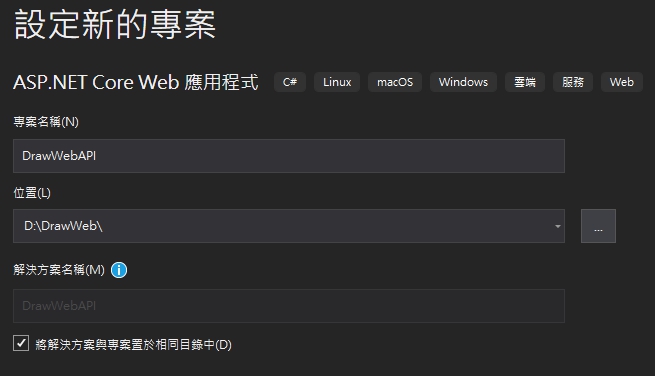 設定新的專案
ASP.NET Core Web 應用程式 C# Linux macOS Windows 雲端 服務 Web
專案名稱(N)
DrawWebAPI
位置(L)
D:\DrawWeb\
...
解決方案名稱(M)
DrawWebAPI
將解決方案與專案置於相同目錄中(D)